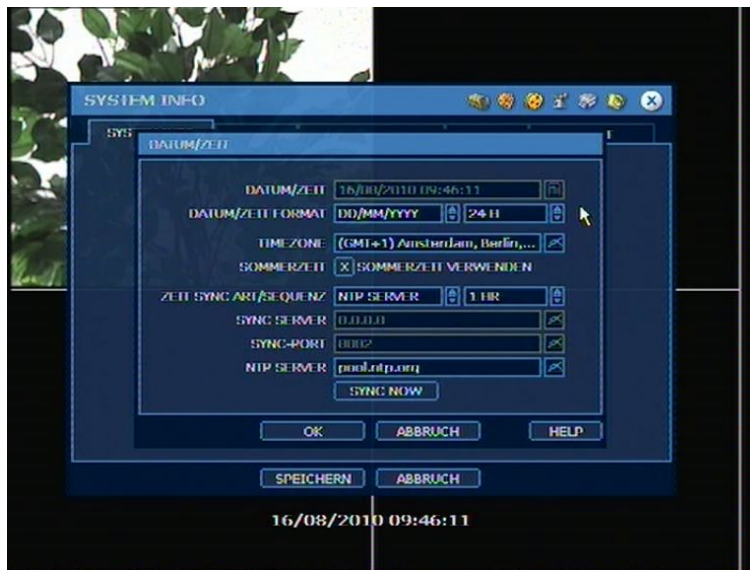 SYSTEM INFO
SYS
DATUM/ZEIT
DATUM/ZEIT 16/08/2010 09:46:11
DATUM/ZEIT FORMAT DD/MM/YYYY 24 H
TIMEZONE (GMT+1) Amsterdam, Berlin,...
SOMMERZEIT X SOMMERZEIT VERWENDEN
ZEIT SYNC ART/SEQUENZ NTP SERVER 1 HR
SYNC SERVER 0.0.0.0
SYNC-PORT 8082
NTP SERVER pool.ntp.org
SYNC NOW
OK ABBRUCH HELP
SPEICHERN ABBRUCH
16/08/2010 09:46:11